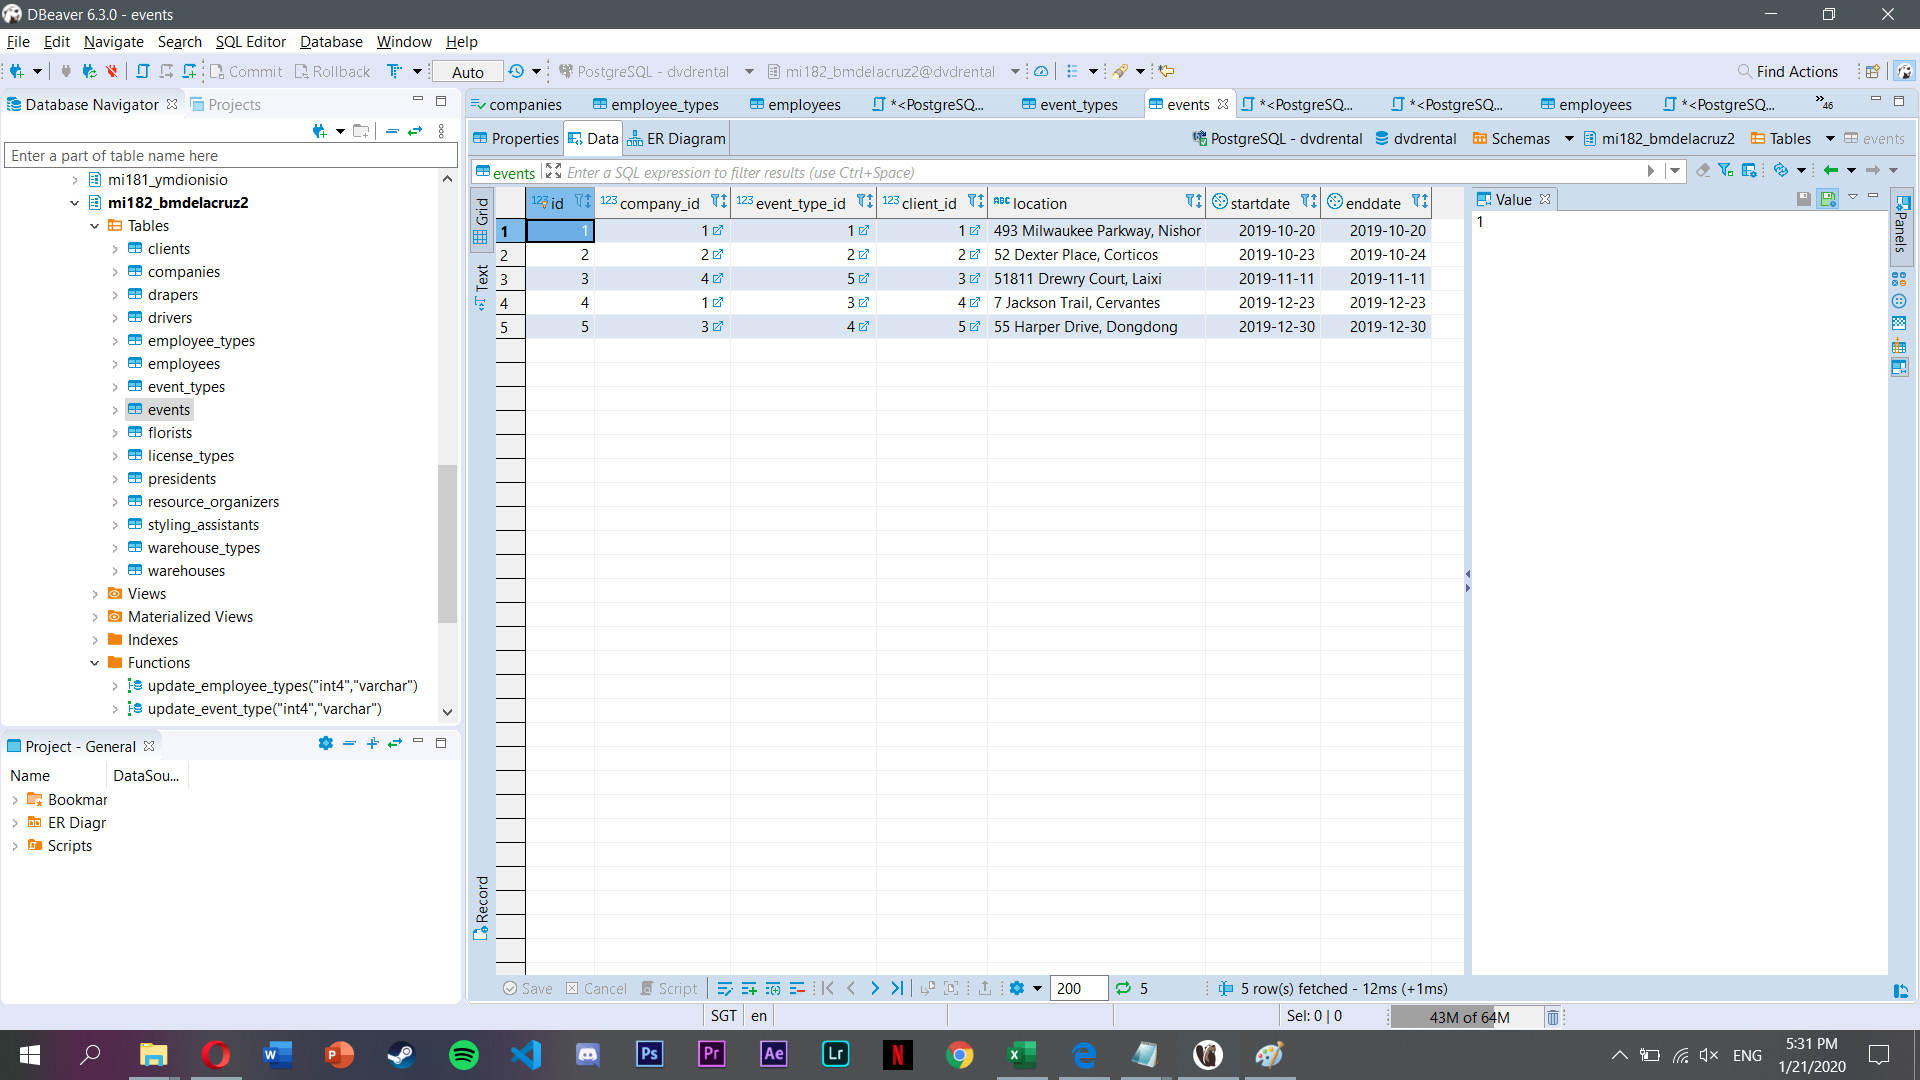 DBeaver 6.3.0 - events
File Edit Navigate Search SQL Editor Database Window Help
Commit Rollback Auto PostgreSQL - dvdrental mi182_bmdelacruz2@dvdrental Find Actions
Database Navigator Projects
companies employee_types employees *<PostgreSQ... event_types events *<PostgreSQ... *<PostgreSQ... employees *<PostgreSQ... »46
Properties Data ER Diagram PostgreSQL - dvdrental dvdrental Schemas mi182_bmdelacruz2 Tables events
Enter a part of table name here
events Enter a SQL expression to filter results (use Ctrl+Space)
mi181_ymdionisio
mi182_bmdelacruz2
Tables
clients
companies
drapers
drivers
employee_types
employees
event_types
events
florists
license_types
presidents
resource_organizers
styling_assistants
warehouse_types
warehouses
Views
Materialized Views
Indexes
Functions
update_employee_types("int4","varchar")
update_event_type("int4","varchar")
Project - General
Name DataSou...
Bookmar
ER Diagr
Scripts
Grid
Text
Record
123 id 123 company_id 123 event_type_id 123 client_id ABC location startdate enddate
1 1 1 1 1 493 Milwaukee Parkway, Nishor 2019-10-20 2019-10-20
2 2 2 2 2 52 Dexter Place, Corticos 2019-10-23 2019-10-24
3 3 4 5 3 51811 Drewry Court, Laixi 2019-11-11 2019-11-11
4 4 1 3 4 7 Jackson Trail, Cervantes 2019-12-23 2019-12-23
5 5 3 4 5 55 Harper Drive, Dongdong 2019-12-30 2019-12-30
Value
1
Panels
Save Cancel Script 200 5 5 row(s) fetched - 12ms (+1ms)
SGT en Sel: 0 | 0 43M of 64M
W P Ps Pr Ae Lr N X ENG
5:31 PM
1/21/2020